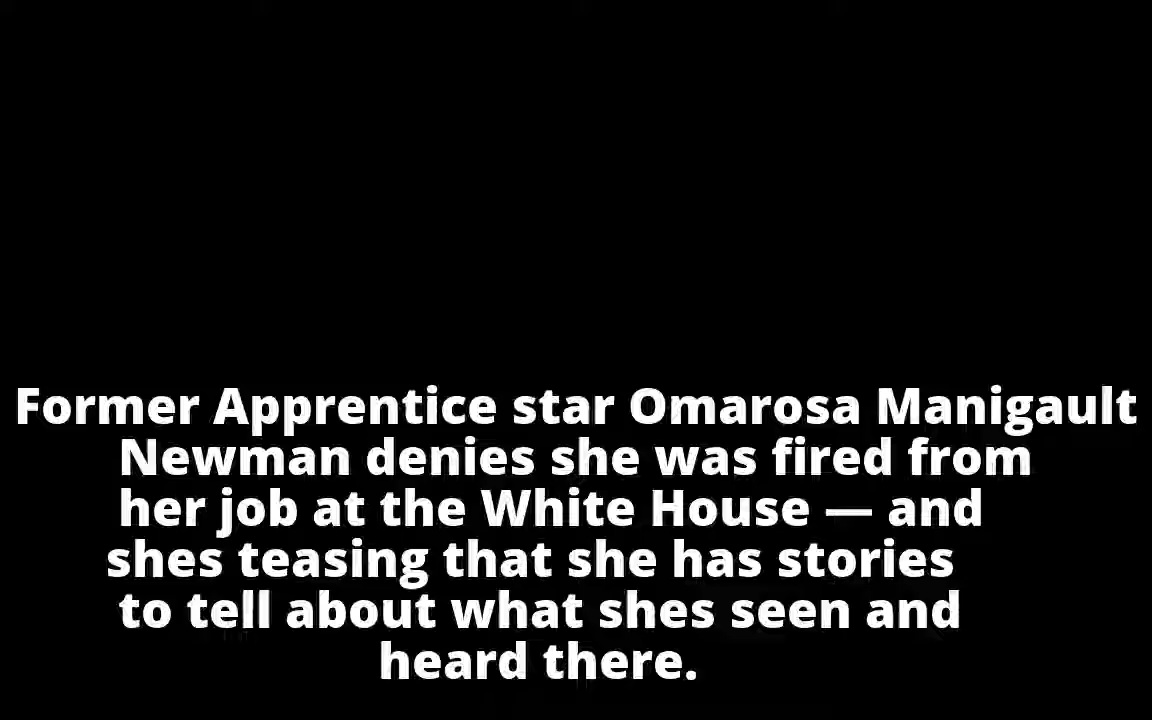 Former Apprentice star Omarosa Manigault
Newman denies she was fired from
her job at the White House — and
shes teasing that she has stories
to tell about what shes seen and
heard there.